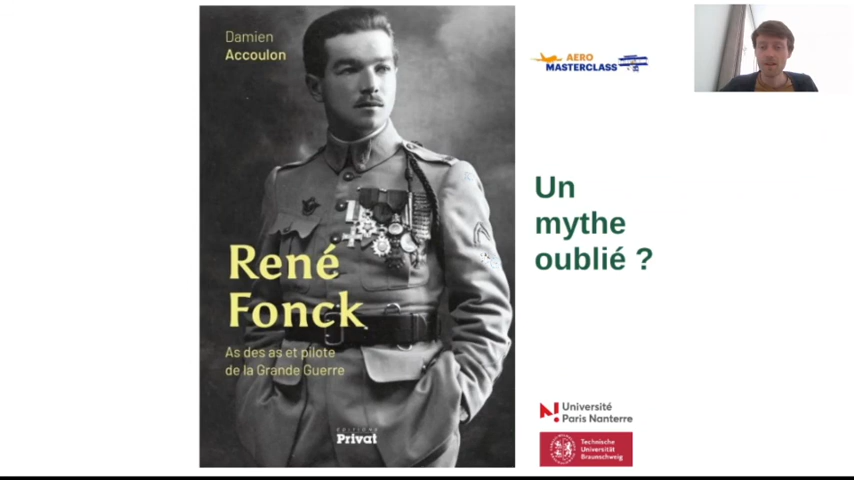 Damien
Accoulon
René
Fonck
As des as et pilote
de la Grande Guerre
ÉDITIONS
Privat
AERO
MASTERCLASS
Un
mythe
oublié ?
Université
Paris Nanterre
Technische
Universität
Braunschweig